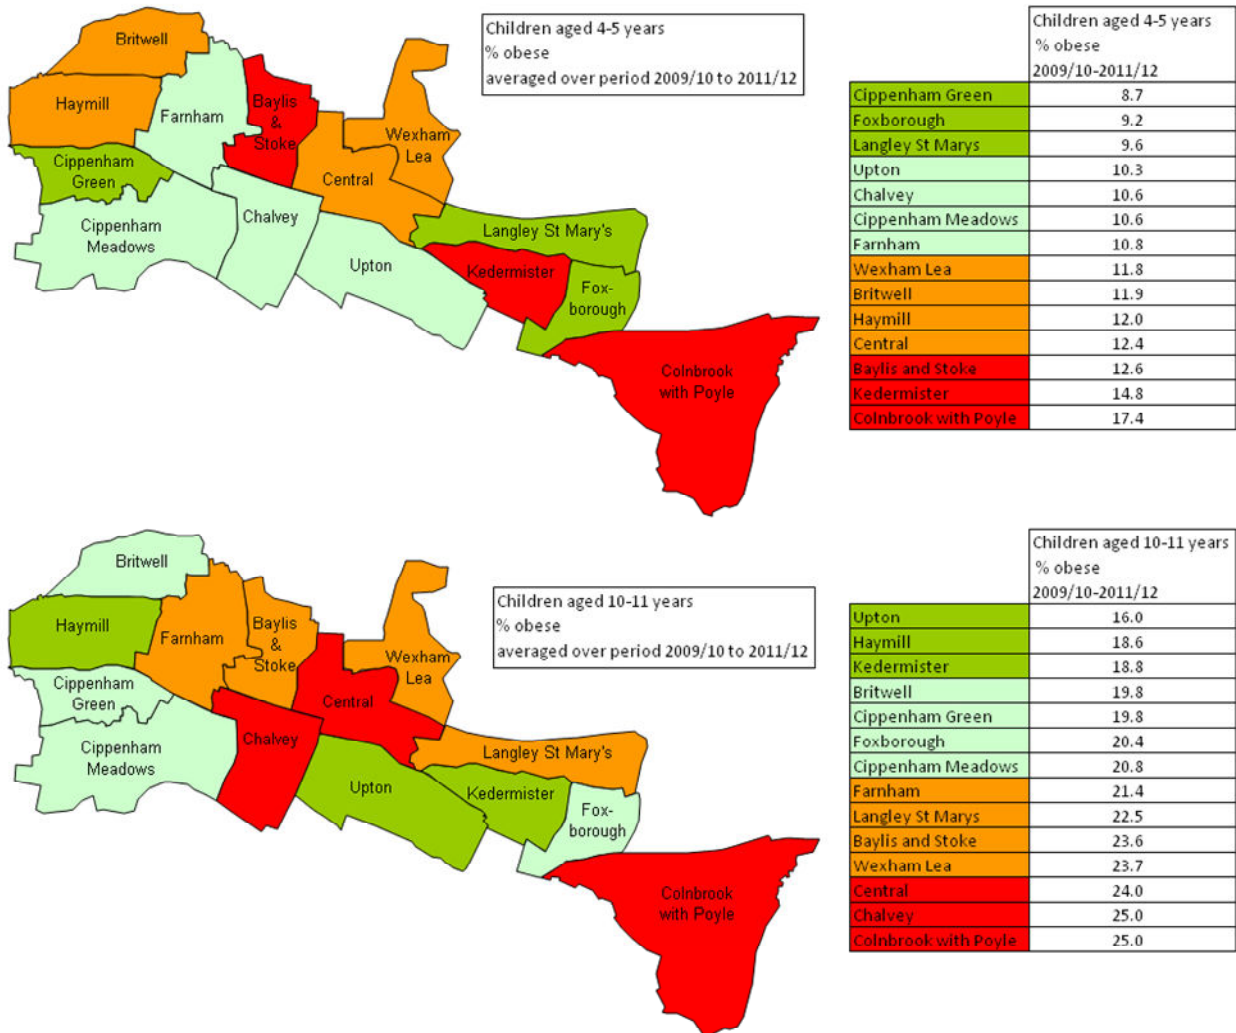 Britwell
Haymill
Farnham
Baylis
&
Stoke
Wexham
Lea
Cippenham
Green
Central
Cippenham
Meadows
Chalvey
Upton
Langley St Mary's
Kedermister
Fox-
borough
Colnbrook
with Poyle
Children aged 4-5 years
% obese
averaged over period 2009/10 to 2011/12
Children aged 4-5 years
% obese
2009/10-2011/12
Cippenham Green 8.7
Foxborough 9.2
Langley St Marys 9.6
Upton 10.3
Chalvey 10.6
Cippenham Meadows 10.6
Farnham 10.8
Wexham Lea 11.8
Britwell 11.9
Haymill 12.0
Central 12.4
Baylis and Stoke 12.6
Kedermister 14.8
Colnbrook with Poyle 17.4
Britwell
Haymill
Farnham
Baylis
&
Stoke
Wexham
Lea
Cippenham
Green
Central
Cippenham
Meadows
Chalvey
Upton
Langley St Mary's
Kedermister
Fox-
borough
Colnbrook
with Poyle
Children aged 10-11 years
% obese
averaged over period 2009/10 to 2011/12
Children aged 10-11 years
% obese
2009/10-2011/12
Upton 16.0
Haymill 18.6
Kedermister 18.8
Britwell 19.8
Cippenham Green 19.8
Foxborough 20.4
Cippenham Meadows 20.8
Farnham 21.4
Langley St Marys 22.5
Baylis and Stoke 23.6
Wexham Lea 23.7
Central 24.0
Chalvey 25.0
Colnbrook with Poyle 25.0